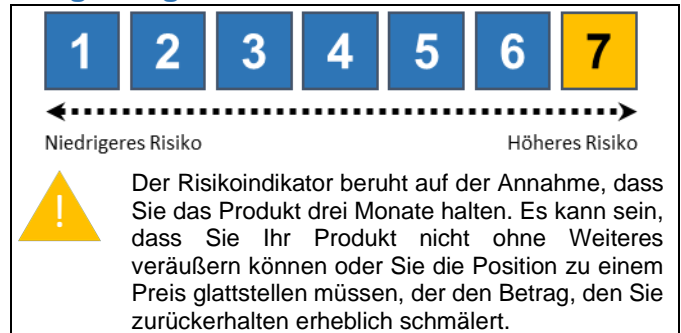 1 2 3 4 5 6 7
Niedrigeres Risiko Höheres Risiko
!
Der Risikoindikator beruht auf der Annahme, dass
Sie das Produkt drei Monate halten. Es kann sein,
dass Sie Ihr Produkt nicht ohne Weiteres
veräußern können oder Sie die Position zu einem
Preis glattstellen müssen, der den Betrag, den Sie
zurückerhalten erheblich schmälert.